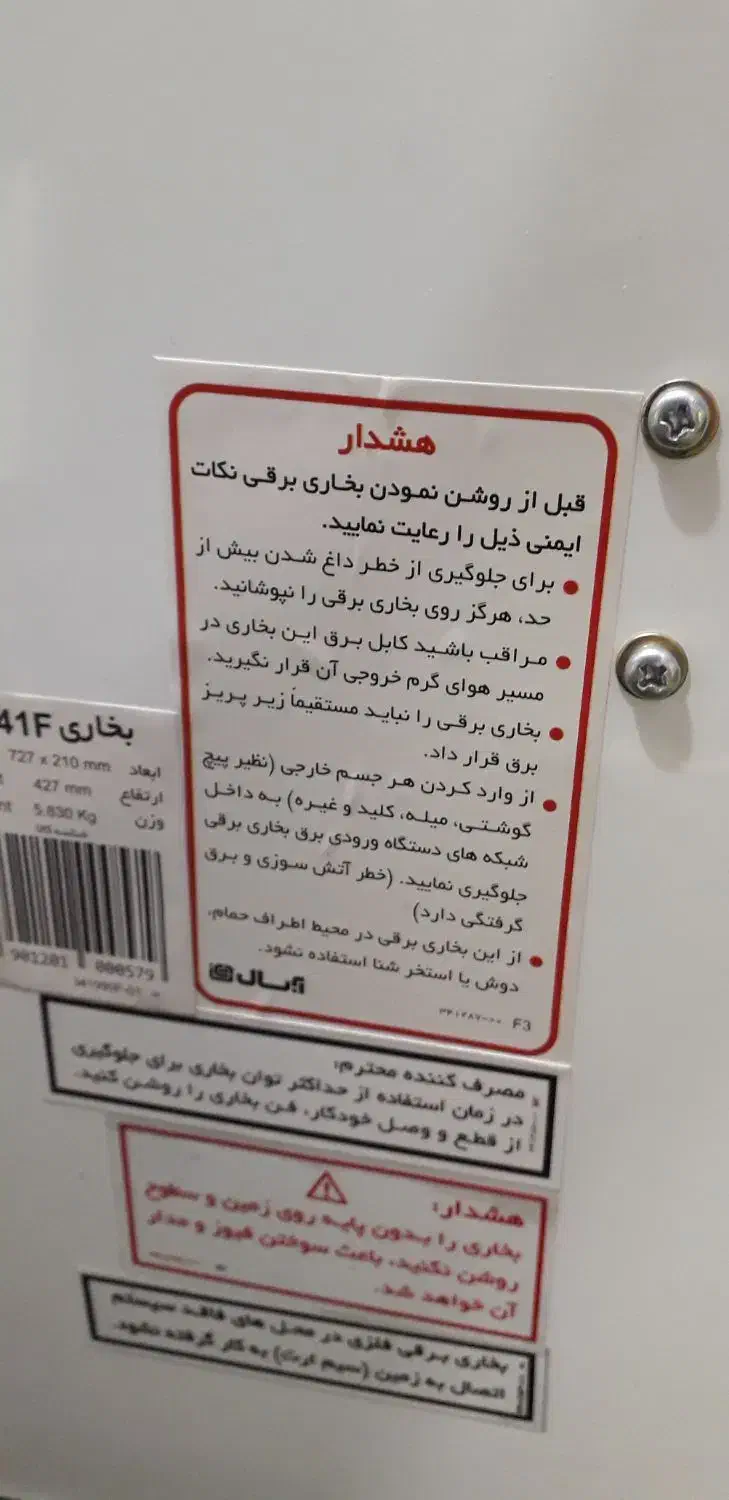 هشدار
قبل از روشن نمودن بخاری برقی نکات
ایمنی ذیل را رعایت نمایید.
● برای جلوگیری از خطر داغ شدن بیش از
حد، هرگز روی بخاری برقی را نپوشانید.
● مراقب باشید کابل برق این بخاری در
مسیر هوای گرم خروجی آن قرار نگیرید.
● بخاری برقی را نباید مستقیماً زیر پریز
برق قرار داد.
● از وارد کردن هر جسم خارجی (نظیر پیچ
گوشتی، میله، کلید و غیره) به داخل
شبکه های دستگاه ورودی برق بخاری برقی
جلوگیری نمایید. (خطر آتش سوزی و برق
گرفتگی دارد)
● از این بخاری برقی در محیط اطراف حمام،
دوش یا استخر شنا استفاده نشود.
آبسال
F3
بخاری 41F
ابعاد 727 x 210 mm
ارتفاع 427 mm
وزن 5.830 Kg
شناسه کالا
901201 000579
مصرف کننده محترم:
در زمان استفاده از حداکثر توان بخاری برای جلوگیری
از قطع و وصل خودکار، فن بخاری را روشن کنید.
هشدار:
بخاری را بدون پایه روی زمین و سطوح
روشن نکنید، باعث سوختن فیوز و مدار
آن خواهد شد.
بخاری برقی فلزی در محل های فاقد سیستم
اتصال به زمین (سیم ارت) به کار گرفته نشود.